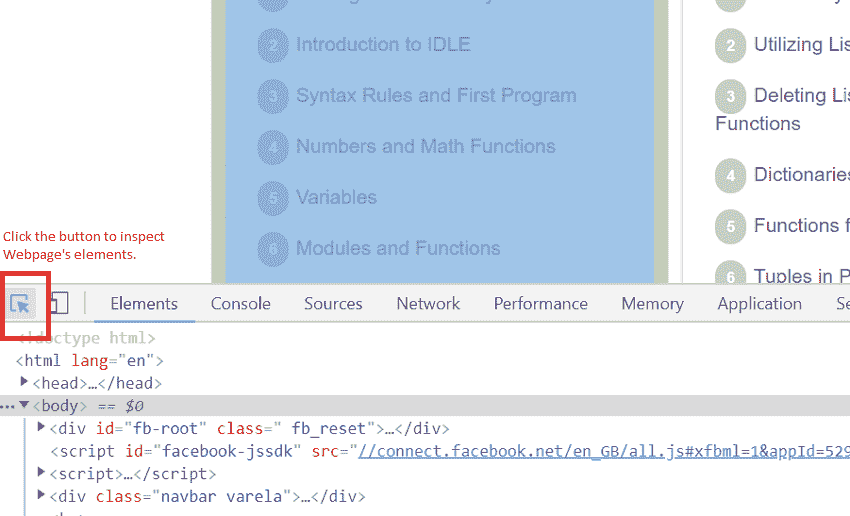 2 Introduction to IDLE
3 Syntax Rules and First Program
4 Numbers and Math Functions
5 Variables
6 Modules and Functions
2 Utilizing Lis
3 Deleting Lis
Functions
4 Dictionaries
5 Functions f
6 Tuples in P
Click the button to inspect
Webpage's elements.
Elements Console Sources Network Performance Memory Application Se
<!doctype html>
<html lang="en">
<head>…</head>
<body> == $0
<div id="fb-root" class=" fb_reset">…</div>
<script id="facebook-jssdk" src="//connect.facebook.net/en_GB/all.js#xfbml=1&appId=529
<script>…</script>
<div class="navbar varela">…</div>